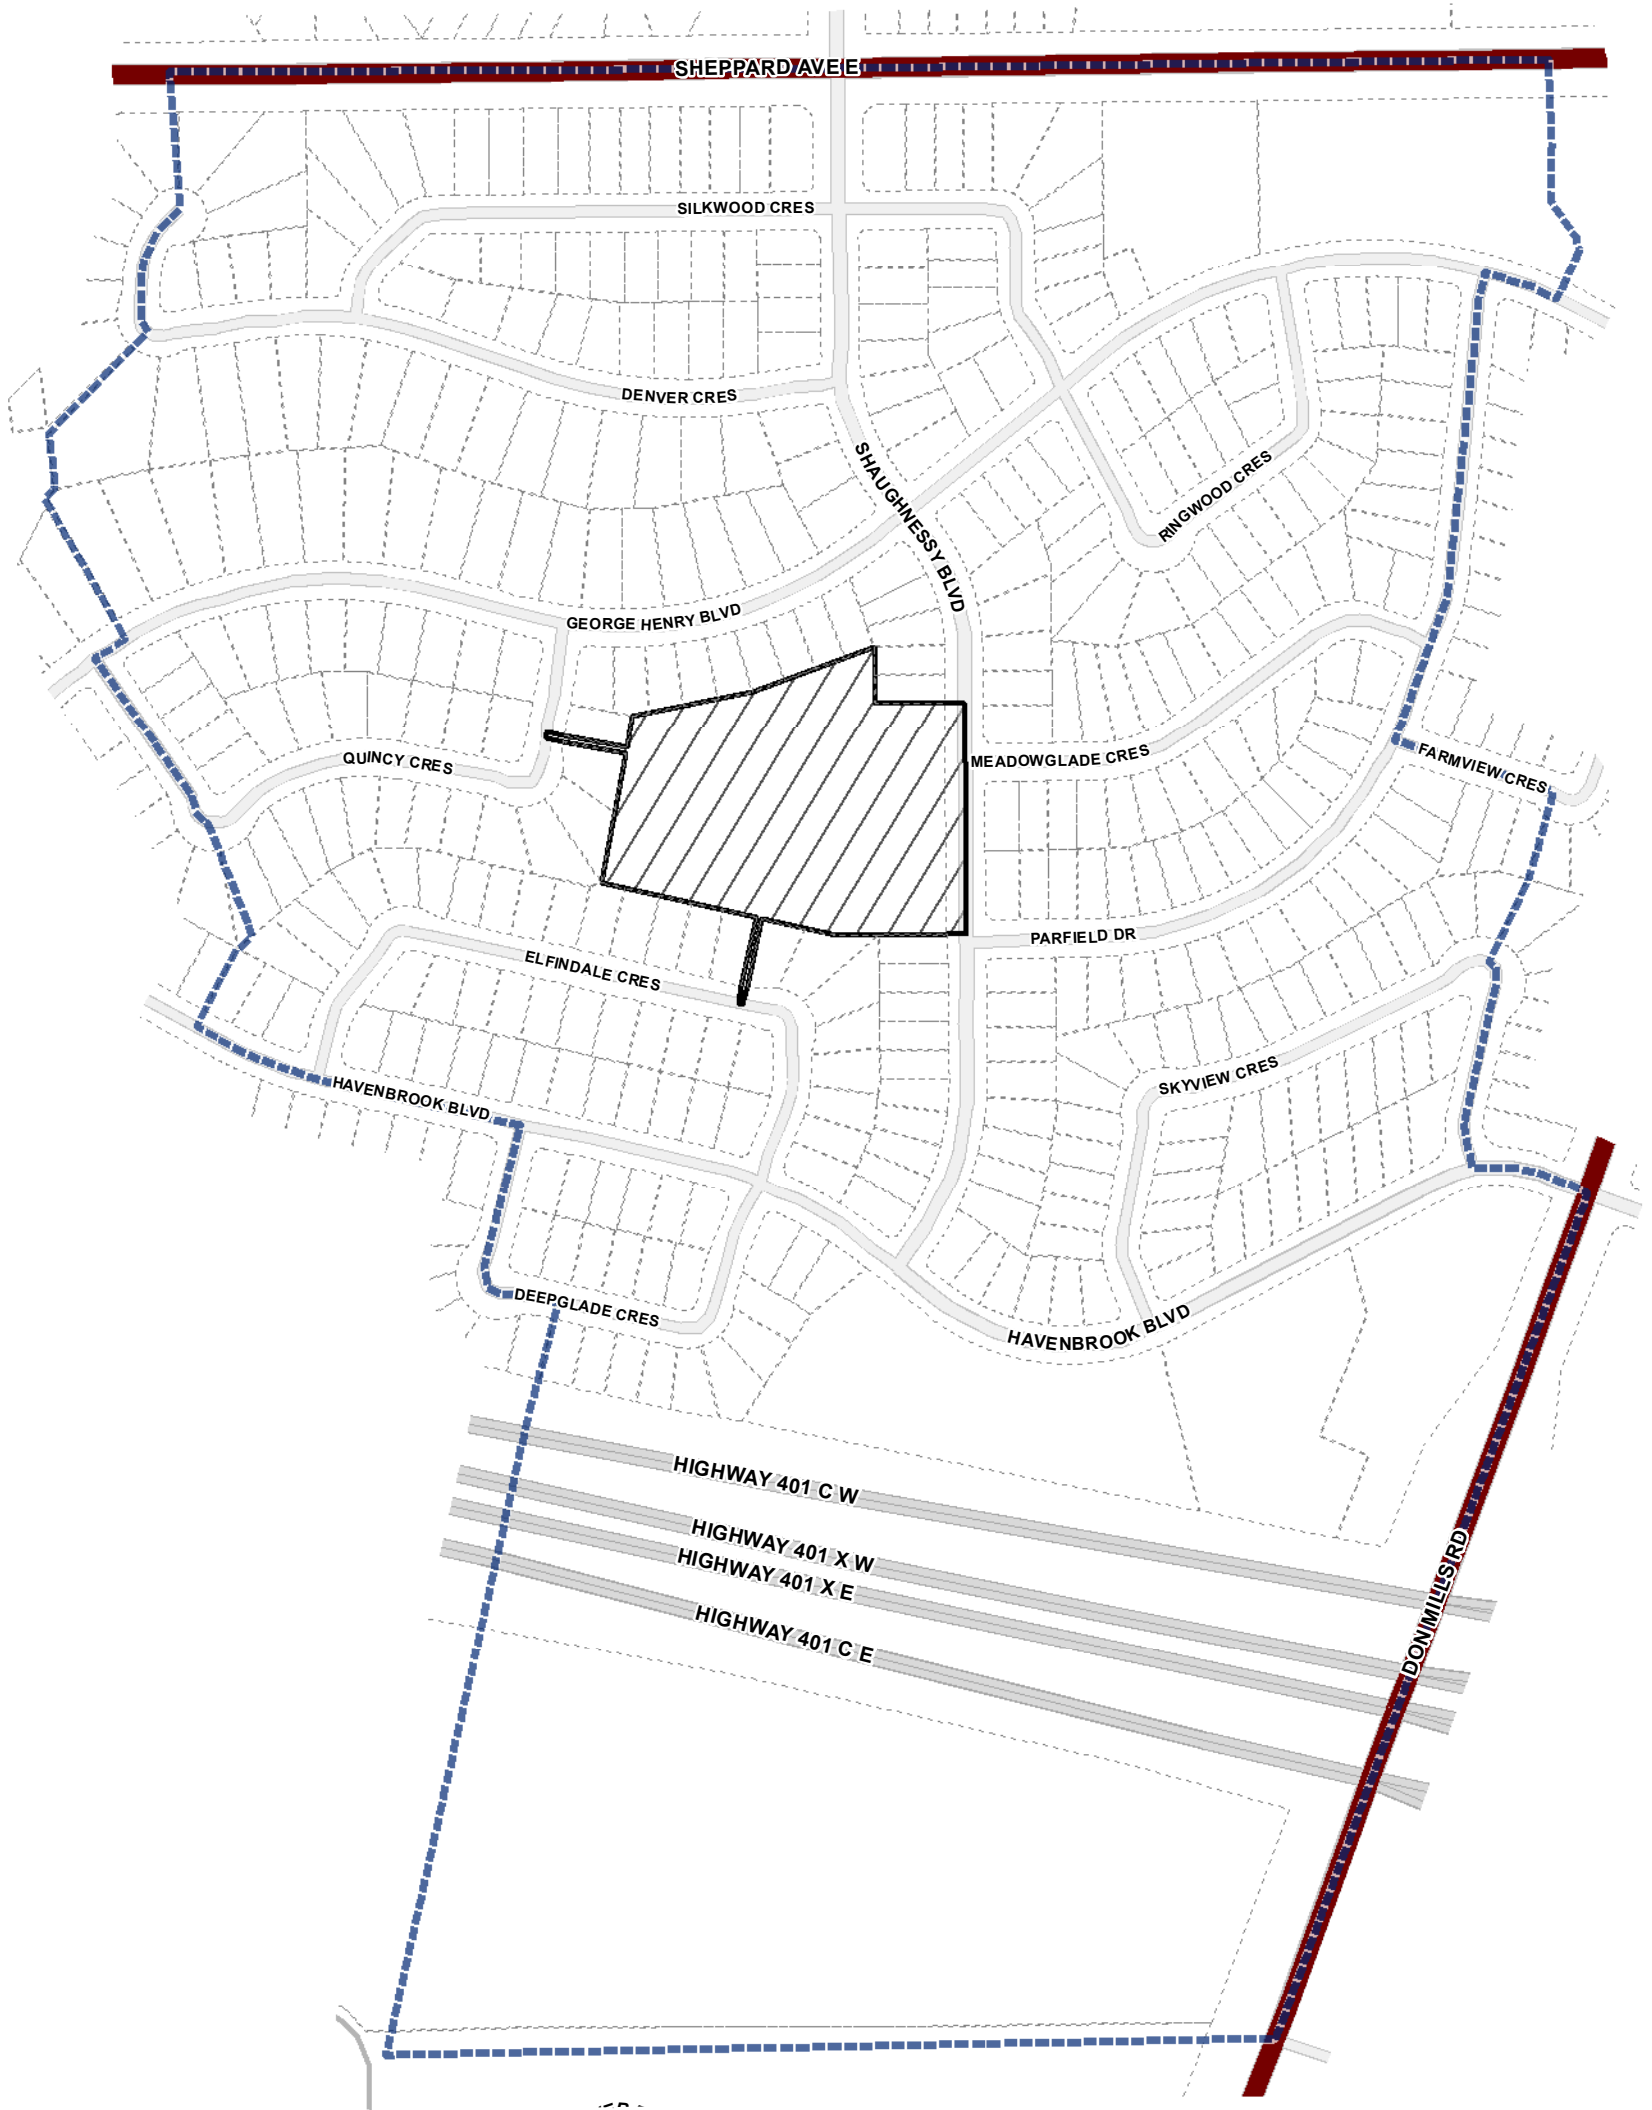 SHEPPARD AVE E
SILKWOOD CRES
DENVER CRES
SHAUGHNESSY BLVD
RINGWOOD CRES
GEORGE HENRY BLVD
QUINCY CRES
MEADOWGLADE CRES
FARMVIEW CRES
PARFIELD DR
ELFINDALE CRES
SKYVIEW CRES
HAVENBROOK BLVD
DEEPGLADE CRES
HAVENBROOK BLVD
HIGHWAY 401 C W
HIGHWAY 401 X W
HIGHWAY 401 X E
HIGHWAY 401 C E
DON MILLS RD